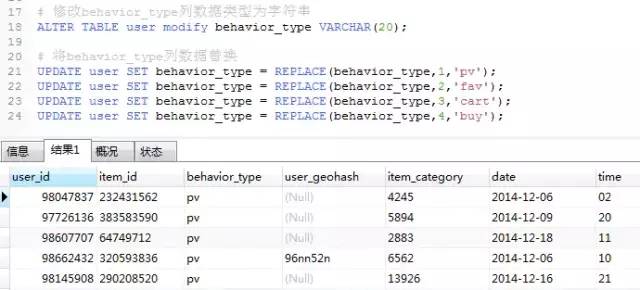 17 # 修改behavior_type列数据类型为字符串
18 ALTER TABLE user modify behavior_type VARCHAR(20);
19
20 # 将behavior_type列数据替换
21 UPDATE user SET behavior_type = REPLACE(behavior_type,1,'pv');
22 UPDATE user SET behavior_type = REPLACE(behavior_type,2,'fav');
23 UPDATE user SET behavior_type = REPLACE(behavior_type,3,'cart');
24 UPDATE user SET behavior_type = REPLACE(behavior_type,4,'buy');
信息 结果1 概况 状态
user_id item_id behavior_type user_geohash item_category date time
98047837 232431562 pv (Null) 4245 2014-12-06 02
97726136 383583590 pv (Null) 5894 2014-12-09 20
98607707 64749712 pv (Null) 2883 2014-12-18 11
98662432 320593836 pv 96nn52n 6562 2014-12-06 10
98145908 290208520 pv (Null) 13926 2014-12-16 21